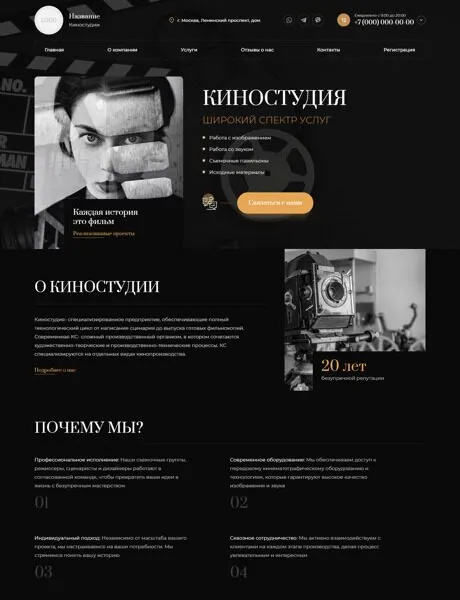 LOGO
Название
Киностудии
г. Москва, Ленинский проспект, дом
Ежедневно с 9:00 до 20:00
+7 (000) 000-00-00
Главная
О компании
Услуги
Отзывы о нас
Контакты
Регистрация
Каждая история
это фильм
Реализованные проекты
КИНОСТУДИЯ
ШИРОКИЙ СПЕКТР УСЛУГ
Работа с изображением
Работа со звуком
Съемочные павильоны
Исходные материалы
Связаться с нами
О КИНОСТУДИИ
Киностудия- специализированное предприятие, обеспечивающие полный
технологический цикл от написания сценария до выпуска готовых фильмокопий.
Современная КС- сложный производственный организм, в котором сочетаются
художественно-творческие и производственно-технические процессы. КС
специализируются на отдельных видах кинопроизводства.
Подробнее о нас
20 лет
безупречной репутации
ПОЧЕМУ МЫ?
Профессиональное исполнение: Наши съемочные группы,
режиссеры, сценаристы и дизайнеры работают в
согласованной команде, чтобы превратить ваши идеи в
жизнь с безупречным мастерством
01
Современное оборудование: Мы обеспечиваем доступ к
передовому кинематографическому оборудованию и
технологиям, которые гарантируют высокое качество
изображения и звука
02
Индивидуальный подход: Независимо от масштаба вашего
проекта, мы настраиваемся на ваши потребности. Мы
стремимся понять вашу историю
03
Сквозное сотрудничество: Мы активно взаимодействуем с
клиентами на каждом этапе производства, делая процесс
увлекательным и интересным
04